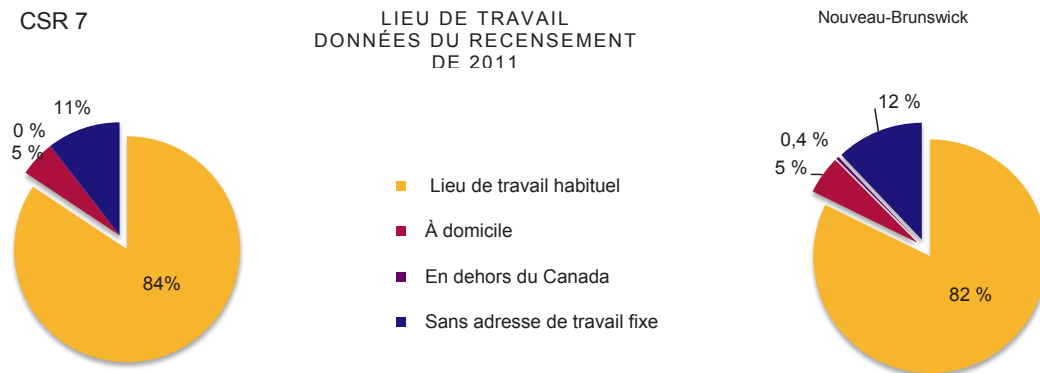 CSR 7
LIEU DE TRAVAIL
DONNÉES DU RECENSEMENT
DE 2011
Nouveau-Brunswick
11%
0 %
5 %
84%
Lieu de travail habituel
À domicile
En dehors du Canada
Sans adresse de travail fixe
12 %
0,4 %
5 %
82 %